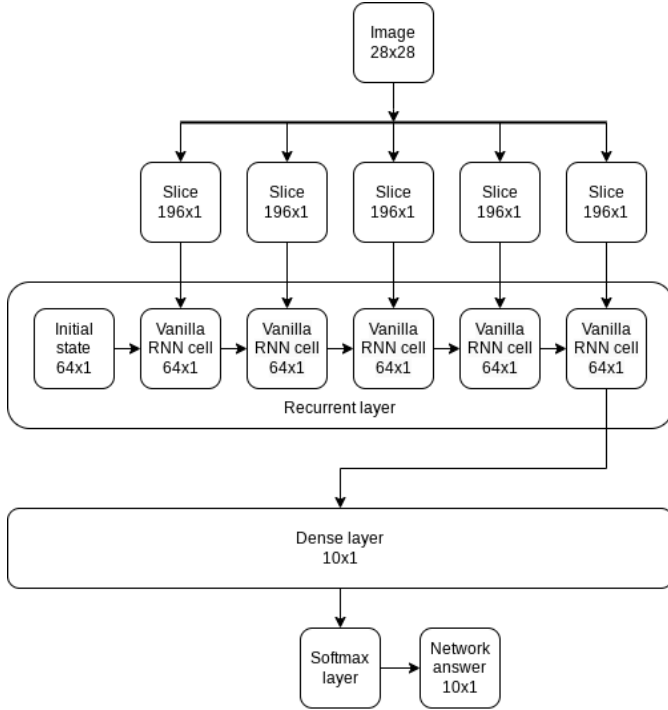 Image
28x28
Slice
196x1
Slice
196x1
Slice
196x1
Slice
196x1
Slice
196x1
Initial
state
64x1
Vanilla
RNN cell
64x1
Vanilla
RNN cell
64x1
Vanilla
RNN cell
64x1
Vanilla
RNN cell
64x1
Vanilla
RNN cell
64x1
Recurrent layer
Dense layer
10x1
Softmax
layer
Network
answer
10x1